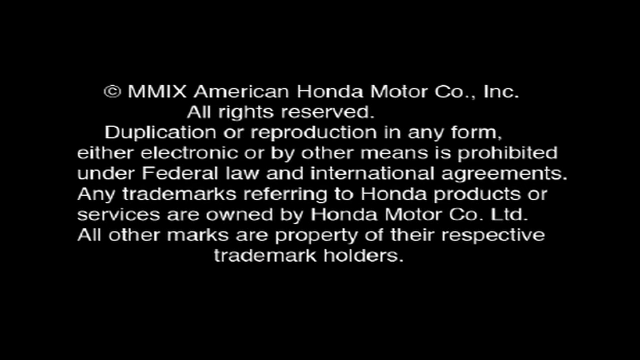 © MMIX American Honda Motor Co., Inc.
All rights reserved.
Duplication or reproduction in any form,
either electronic or by other means is prohibited
under Federal law and international agreements.
Any trademarks referring to Honda products or
services are owned by Honda Motor Co. Ltd.
All other marks are property of their respective
trademark holders.